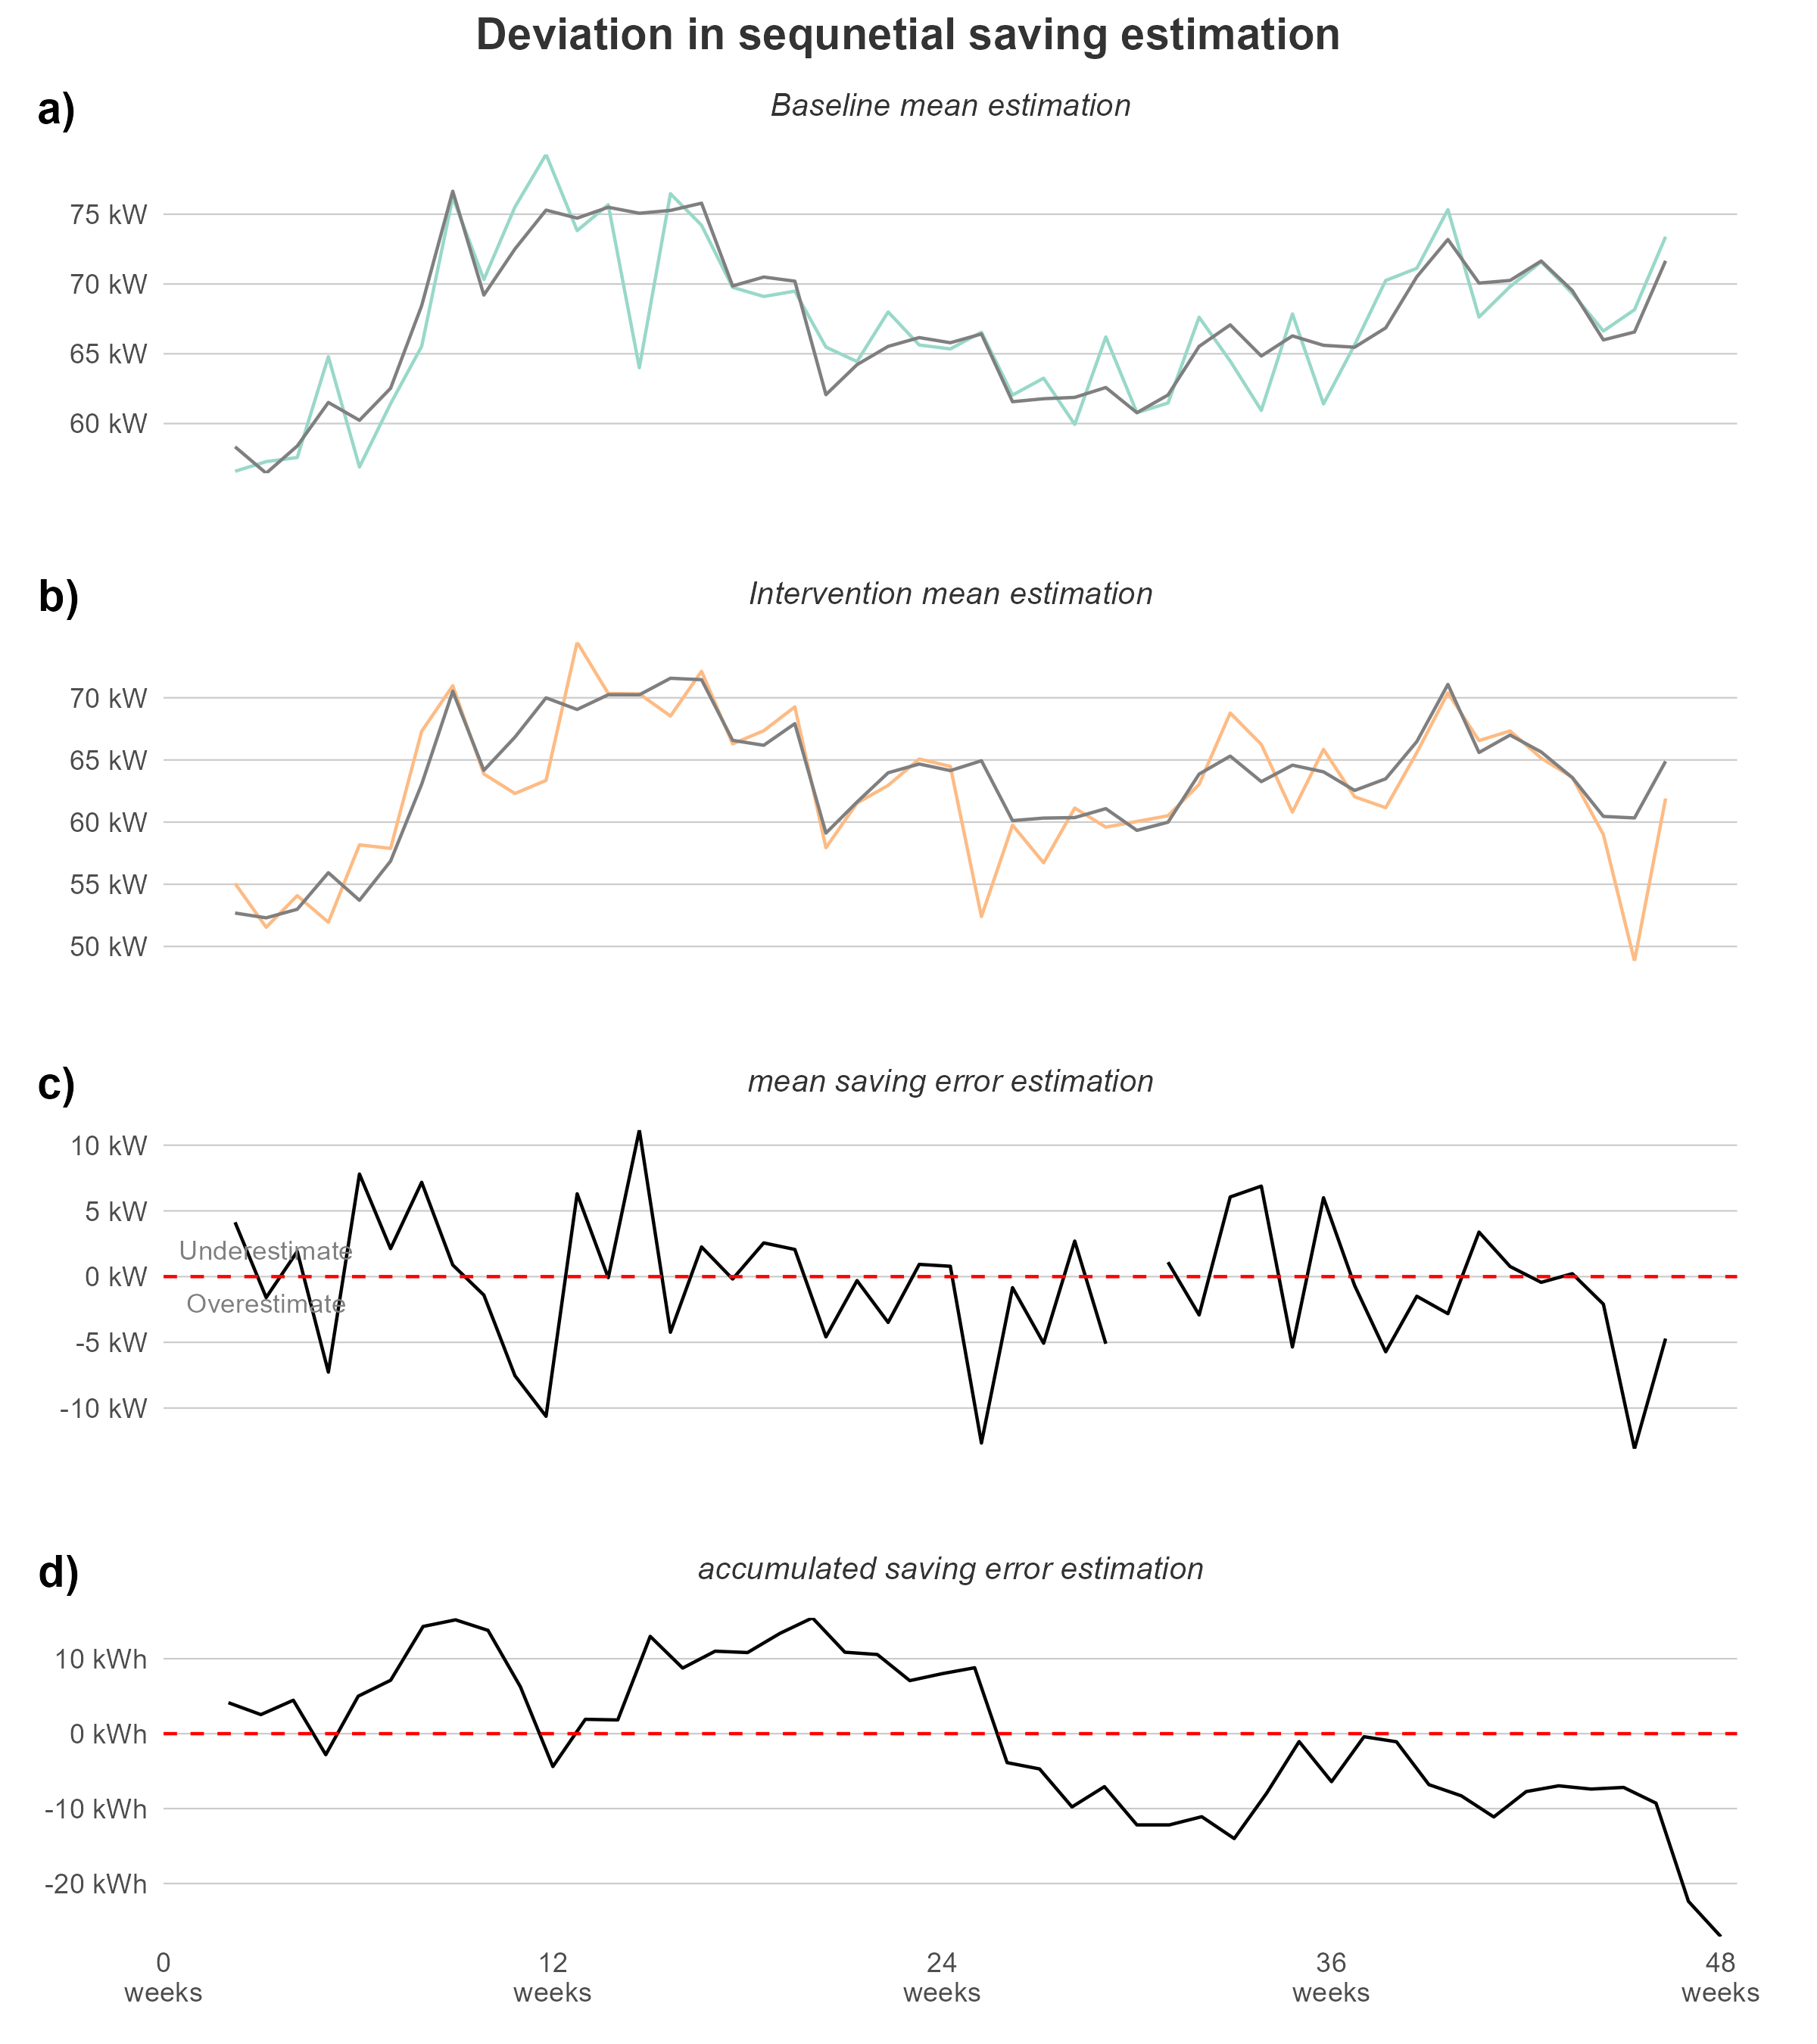 Deviation in sequnetial saving estimation
a)
Baseline mean estimation
75 kW
70 kW
65 kW
60 kW
b)
Intervention mean estimation
70 kW
65 kW
60 kW
55 kW
50 kW
c)
mean saving error estimation
10 kW
5 kW
Underestimate
0 kW
Overestimate
-5 kW
-10 kW
d)
accumulated saving error estimation
10 kWh
0 kWh
-10 kWh
-20 kWh
0 12 24 36 48
weeks weeks weeks weeks weeks